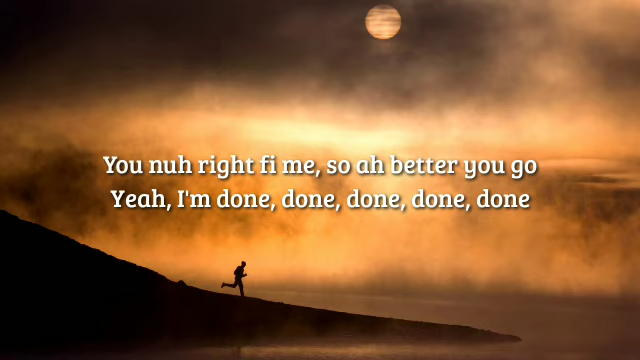 You nuh right fi me, so ah better you go
Yeah, I'm done, done, done, done, done